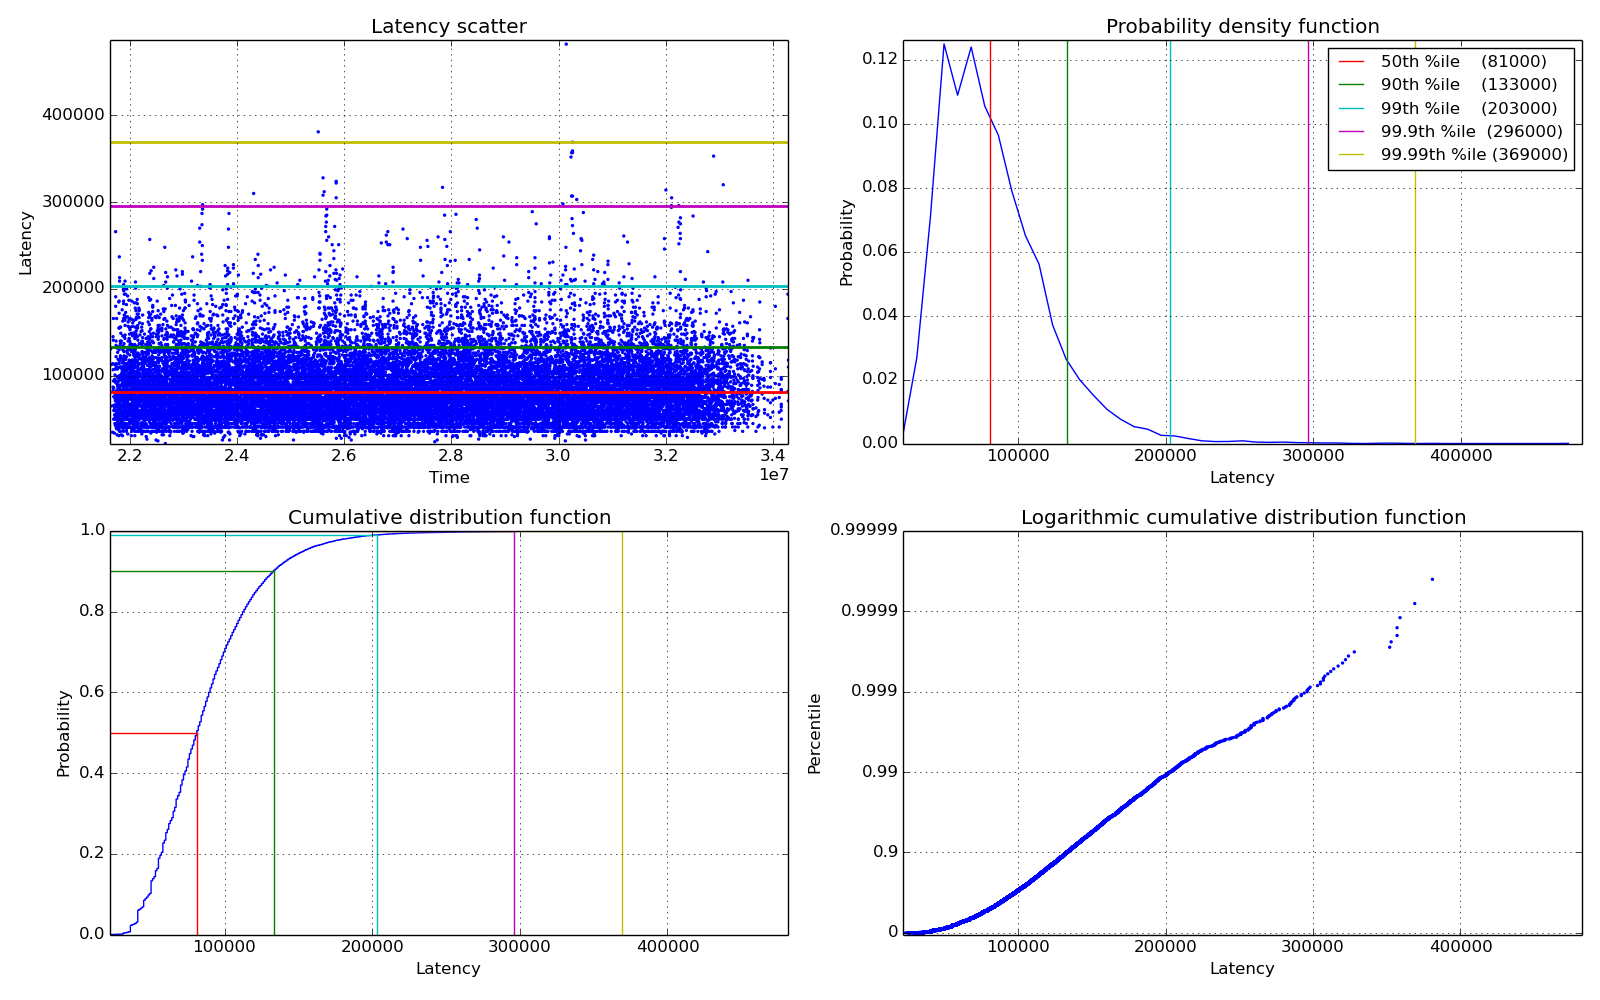 Latency scatter
400000
300000
200000
100000
Latency
2.2
2.4
2.6
2.8
3.0
3.2
3.4
1e7
Time
Probability density function
0.12
0.10
0.08
0.06
0.04
0.02
0.00
Probability
50th %ile (81000)
90th %ile (133000)
99th %ile (203000)
99.9th %ile (296000)
99.99th %ile (369000)
100000
200000
300000
400000
Latency
Cumulative distribution function
1.0
0.8
0.6
0.4
0.2
0.0
Probability
100000
200000
300000
400000
Latency
Logarithmic cumulative distribution function
0.99999
0.9999
0.999
0.99
0.9
0
Percentile
100000
200000
300000
400000
Latency